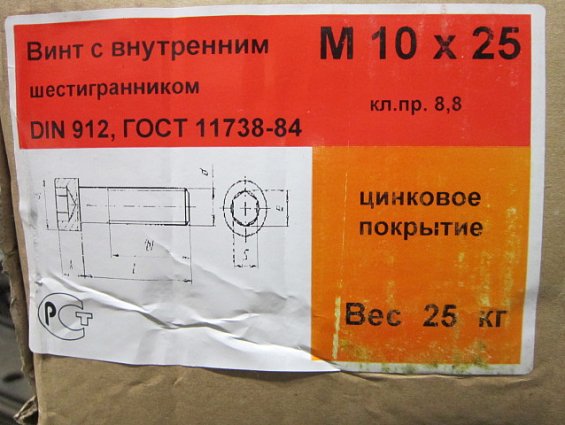 Винт с внутренним
шестигранником
DIN 912, ГОСТ 11738-84
М 10 х 25
кл.пр. 8,8
цинковое
покрытие
Вес 25 кг
РСТ